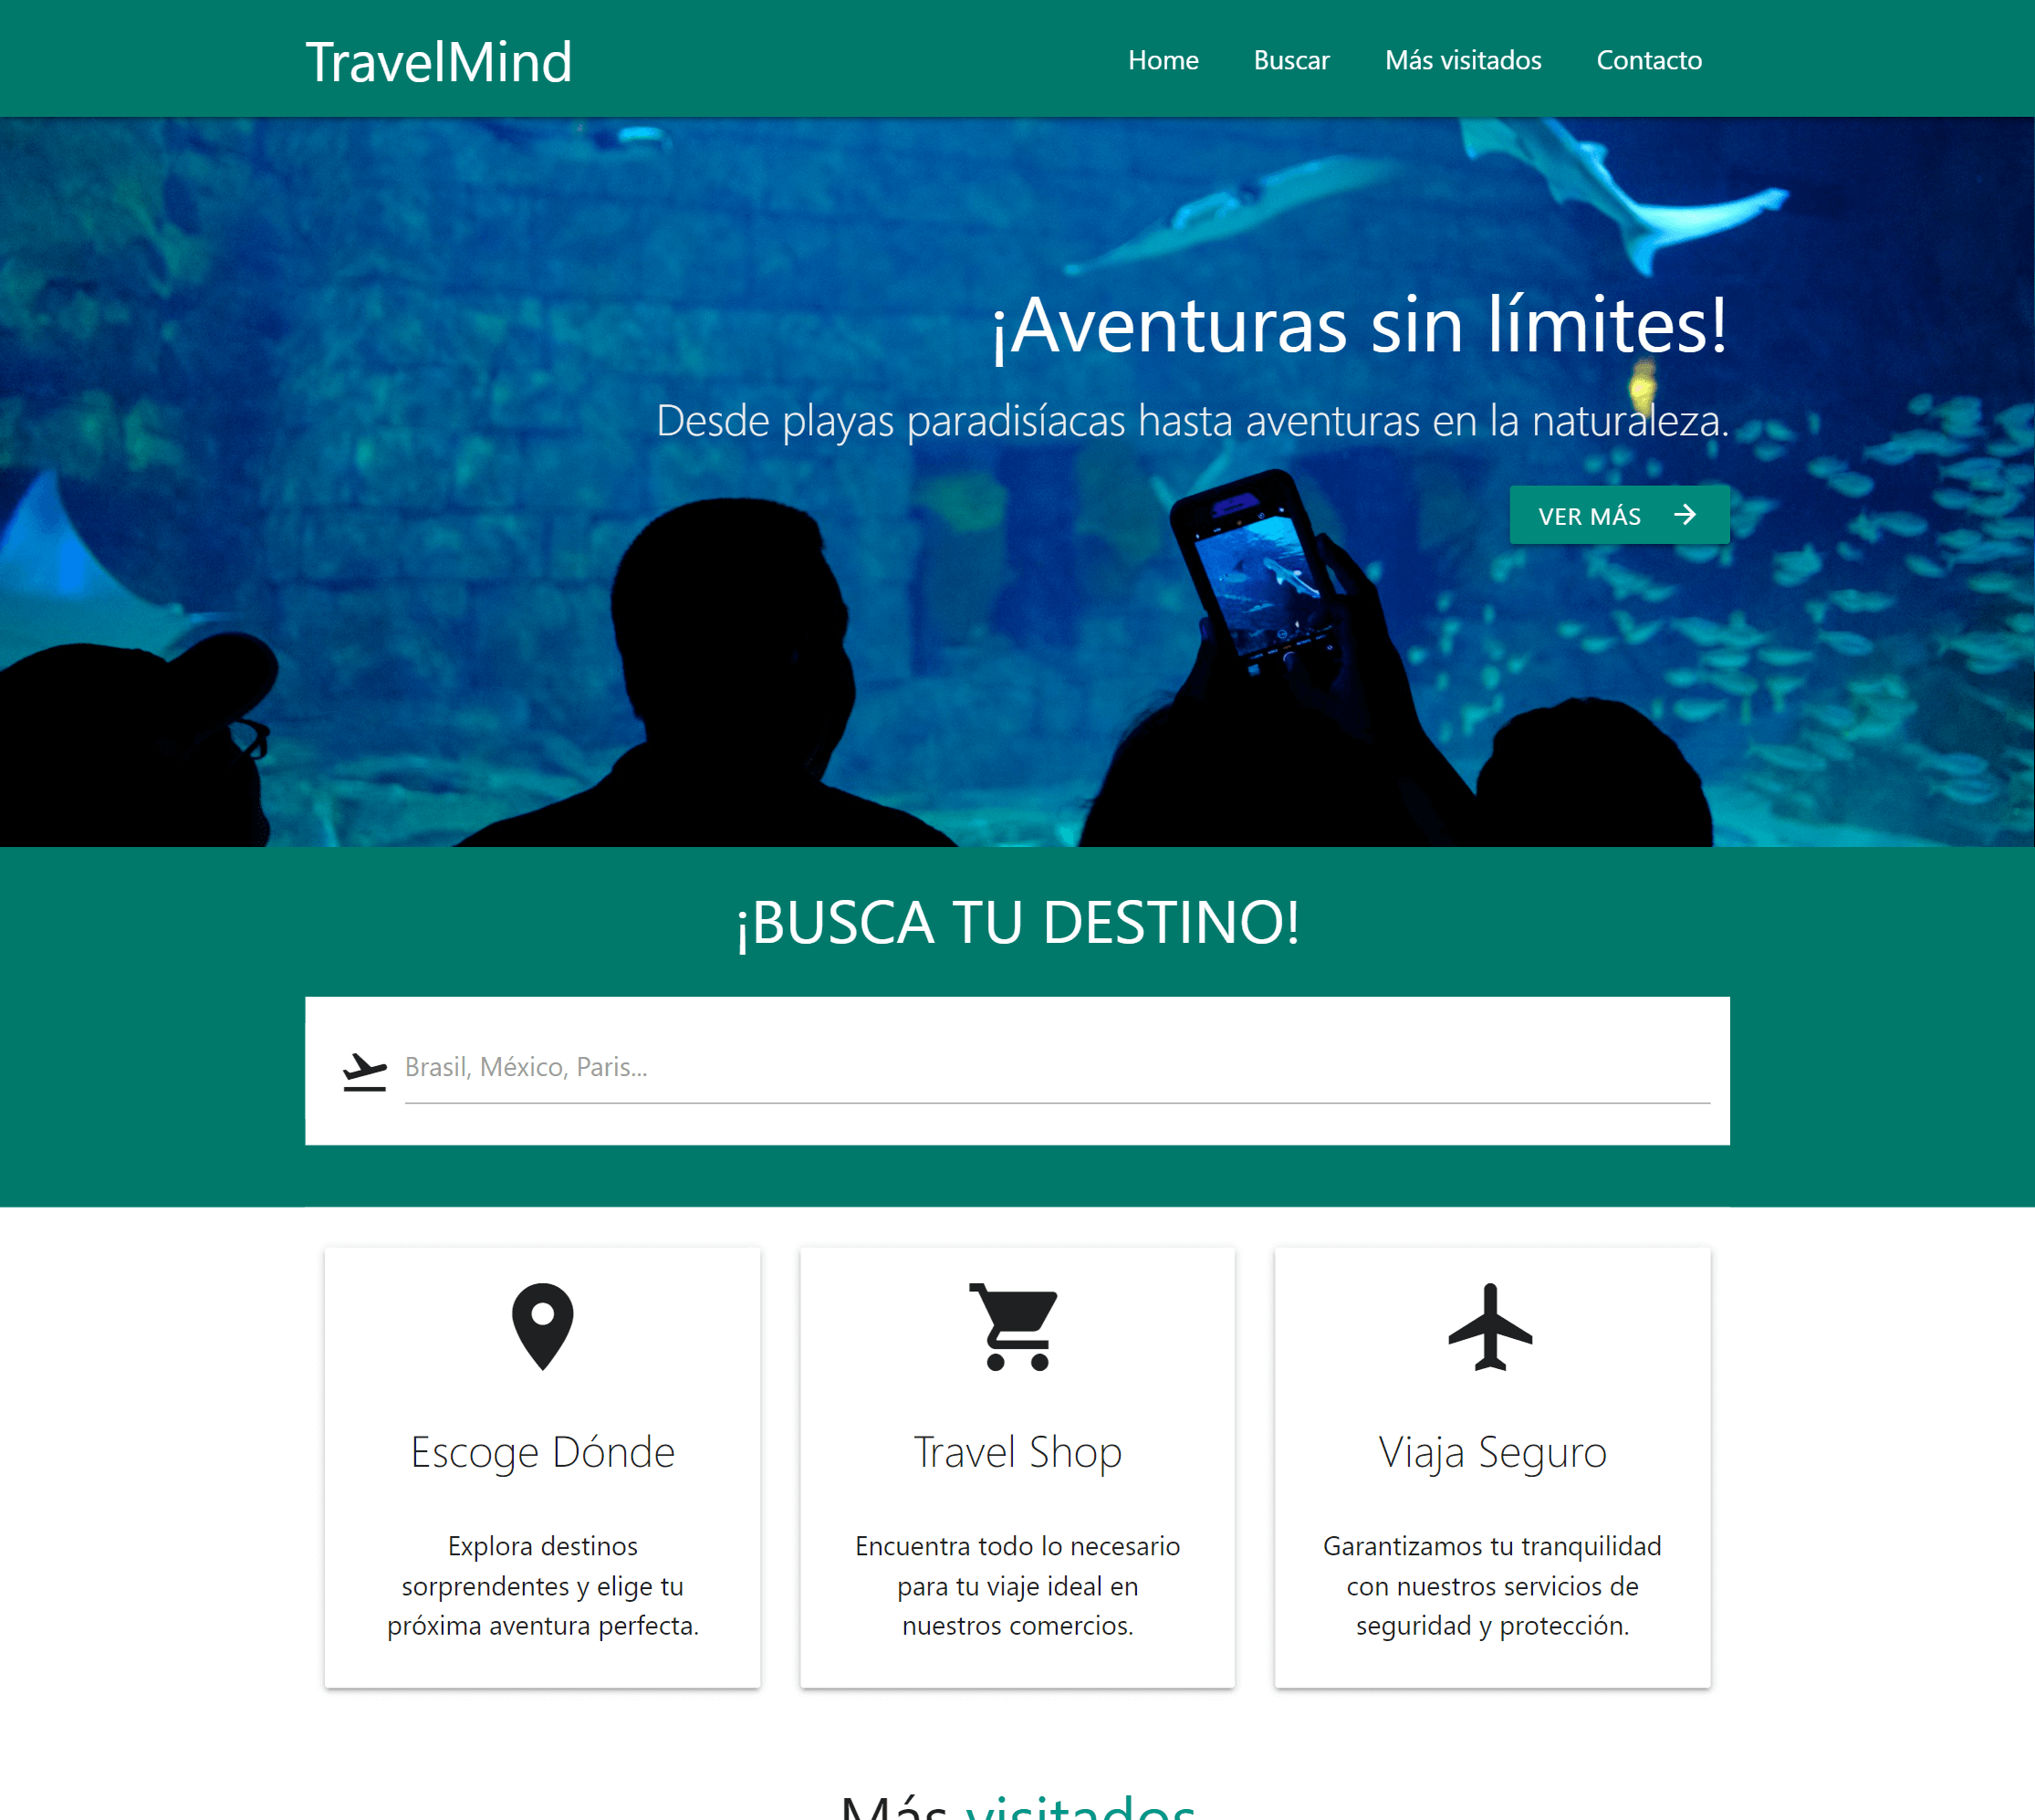 TravelMind
Home Buscar Más visitados Contacto
¡Aventuras sin límites!
Desde playas paradisíacas hasta aventuras en la naturaleza.
VER MÁS
¡BUSCA TU DESTINO!
Brasil, México, Paris...
Escoge Dónde
Explora destinos
sorprendentes y elige tu
próxima aventura perfecta.
Travel Shop
Encuentra todo lo necesario
para tu viaje ideal en
nuestros comercios.
Viaja Seguro
Garantizamos tu tranquilidad
con nuestros servicios de
seguridad y protección.
Más visitados